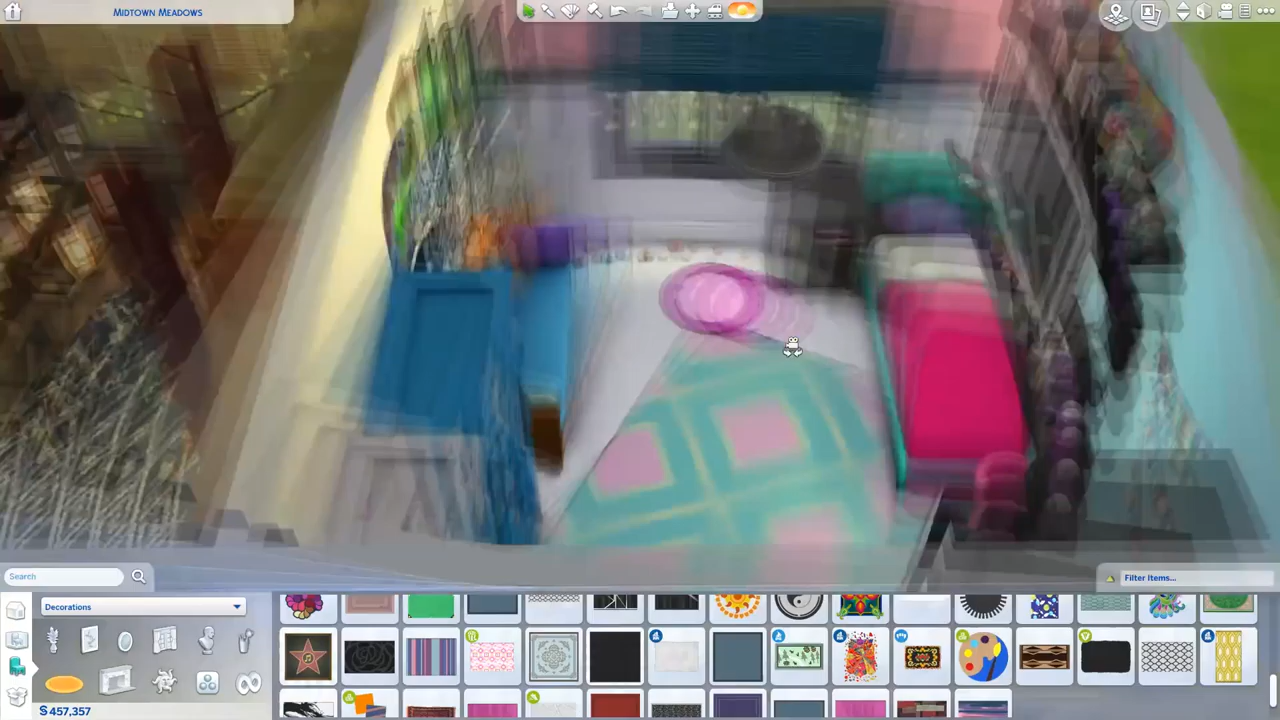 MIDTOWN MEADOWS
Search
Filter Items...
Decorations
§457,357